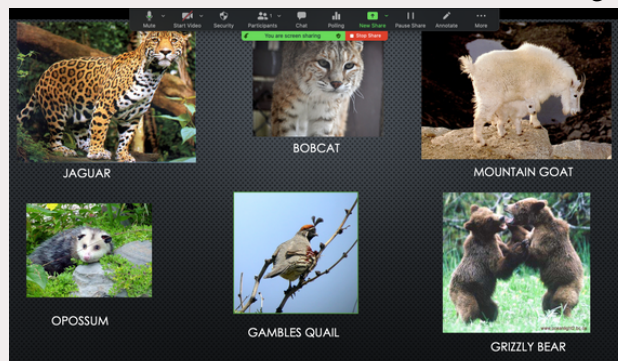 Mute
Start Video
Security
Participants
1
Chat
Polling
New Share
Pause Share
Annotate
More
You are screen sharing
Stop Share
JAGUAR
BOBCAT
MOUNTAIN GOAT
OPOSSUM
GAMBLES QUAIL
GRIZZLY BEAR